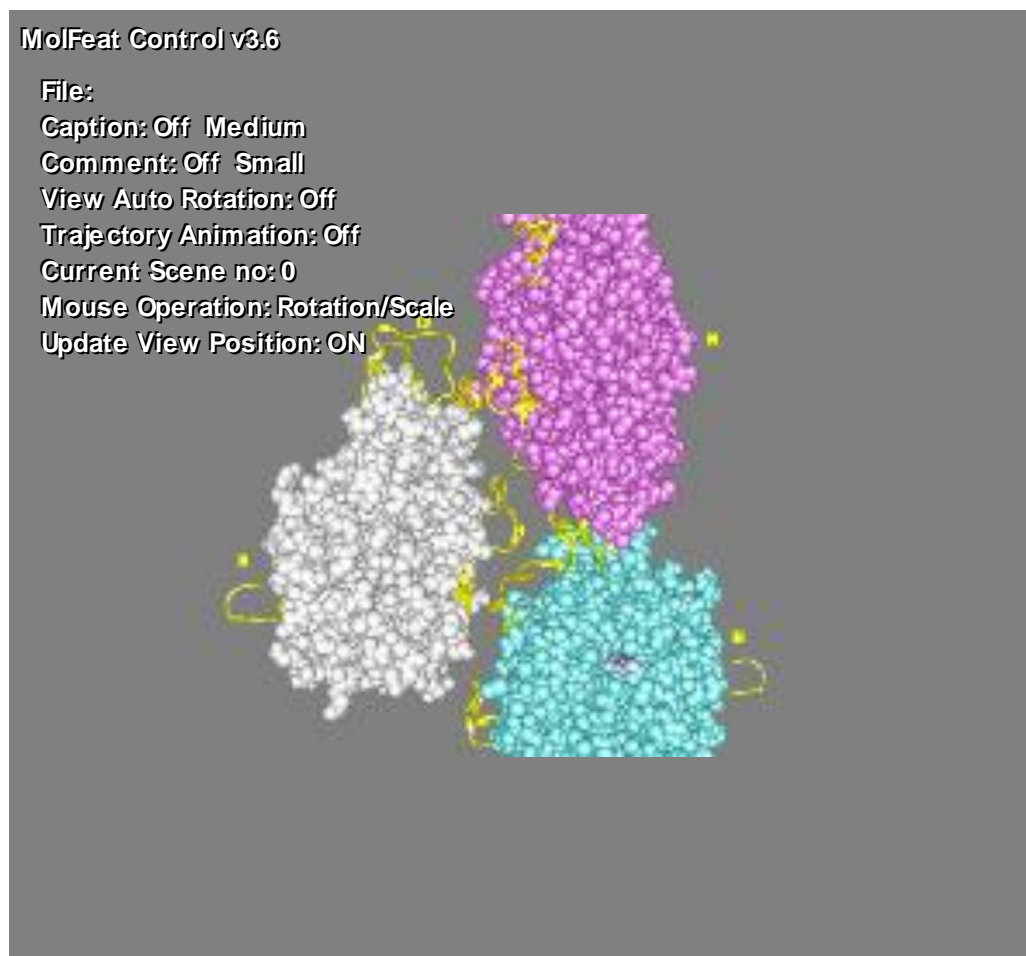 MolFeat Control v3.6
File:
Caption: Off Medium
Comment: Off Small
View Auto Rotation: Off
Trajectory Animation: Off
Current Scene no: 0
Mouse Operation: Rotation/Scale
Update View Position: ON